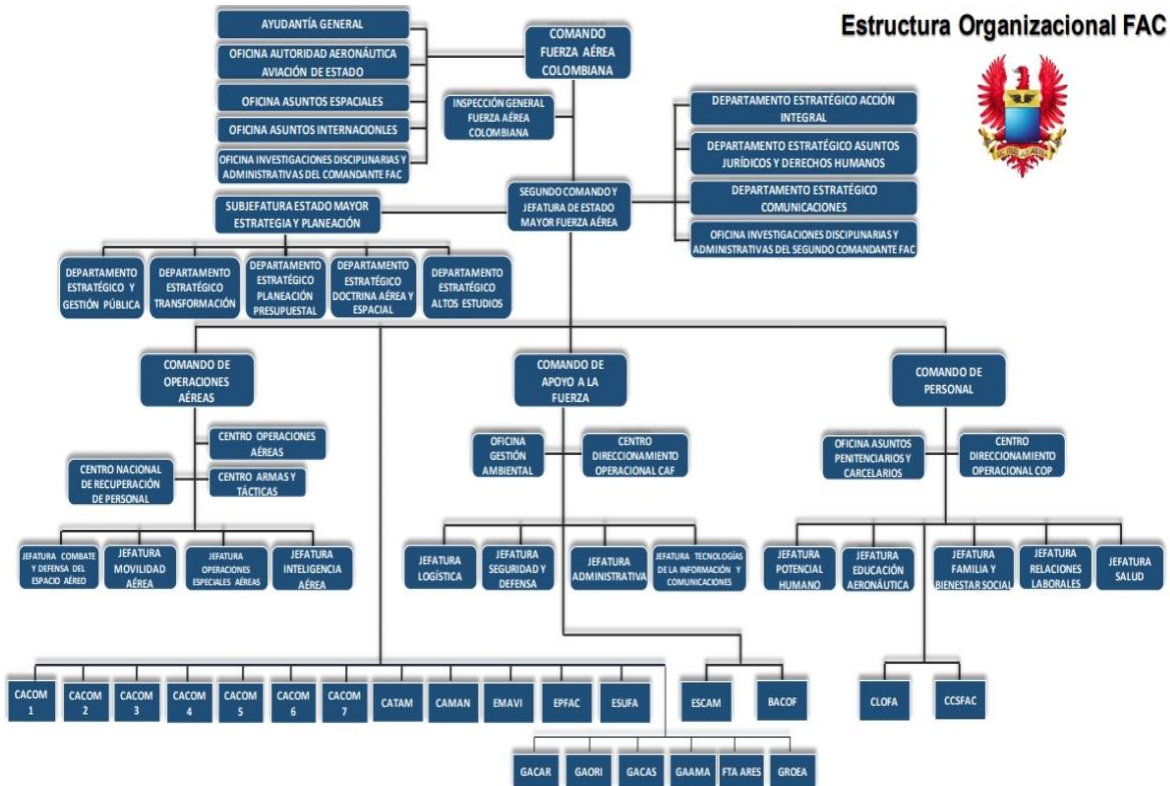 Estructura Organizacional FAC
AYUDANTÍA GENERAL
OFICINA AUTORIDAD AERONÁUTICA
AVIACIÓN DE ESTADO
OFICINA ASUNTOS ESPACIALES
OFICINA ASUNTOS INTERNACIONLES
OFICINA INVESTIGACIONES DISCIPLINARIAS Y
ADMINISTRATIVAS DEL COMANDANTE FAC
COMANDO
FUERZA AÉREA
COLOMBIANA
INSPECCIÓN GENERAL
FUERZA AÉREA
COLOMBIANA
DEPARTAMENTO ESTRATÉGICO ACCIÓN
INTEGRAL
DEPARTAMENTO ESTRATÉGICO ASUNTOS
JURÍDICOS Y DERECHOS HUMANOS
DEPARTAMENTO ESTRATÉGICO
COMUNICACIONES
OFICINA INVESTIGACIONES DISCIPLINARIAS Y
ADMINISTRATIVAS DEL SEGUNDO COMANDANTE FAC
SEGUNDO COMANDO Y
JEFATURA DE ESTADO
MAYOR FUERZA AÉREA
SUBJEFATURA ESTADO MAYOR
ESTRATEGIA Y PLANEACIÓN
DEPARTAMENTO
ESTRATÉGICO Y
GESTIÓN PÚBLICA
DEPARTAMENTO
ESTRATÉGICO
TRANSFORMACIÓN
DEPARTAMENTO
ESTRATÉGICO
PLANEACIÓN
PRESUPUESTAL
DEPARTAMENTO
ESTRATÉGICO
DOCTRINA AÉREA Y
ESPACIAL
DEPARTAMENTO
ESTRATÉGICO
ALTOS ESTUDIOS
COMANDO DE
OPERACIONES
AÉREAS
COMANDO DE
APOYO A LA
FUERZA
COMANDO DE
PERSONAL
CENTRO OPERACIONES
AÉREAS
CENTRO NACIONAL
DE RECUPERACIÓN
DE PERSONAL
CENTRO ARMAS Y
TÁCTICAS
OFICINA
GESTIÓN
AMBIENTAL
CENTRO
DIRECCIONAMIENTO
OPERACIONAL CAF
OFICINA ASUNTOS
PENITENCIARIOS Y
CARCELARIOS
CENTRO
DIRECCIONAMIENTO
OPERACIONAL COP
JEFATURA COMBATE
Y DEFENSA DEL
ESPACIO AÉREO
JEFATURA
MOVILIDAD
AÉREA
JEFATURA
OPERACIONES
ESPECIALES AÉREAS
JEFATURA
INTELIGENCIA
AÉREA
JEFATURA
LOGÍSTICA
JEFATURA
SEGURIDAD Y
DEFENSA
JEFATURA
ADMINISTRATIVA
JEFATURA TECNOLOGÍAS
DE LA INFORMACIÓN Y
COMUNICACIONES
JEFATURA
POTENCIAL
HUMANO
JEFATURA
EDUCACIÓN
AERONÁUTICA
JEFATURA
FAMILIA Y
BIENESTAR SOCIAL
JEFATURA
RELACIONES
LABORALES
JEFATURA
SALUD
CACOM
1
CACOM
2
CACOM
3
CACOM
4
CACOM
5
CACOM
6
CACOM
7
CATAM
CAMAN
EMAVI
EPFAC
ESUFA
ESCAM
BACOF
CLOFA
CCSFAC
GACAR
GAORI
GACAS
GAAMA
FTA ARES
GROEA